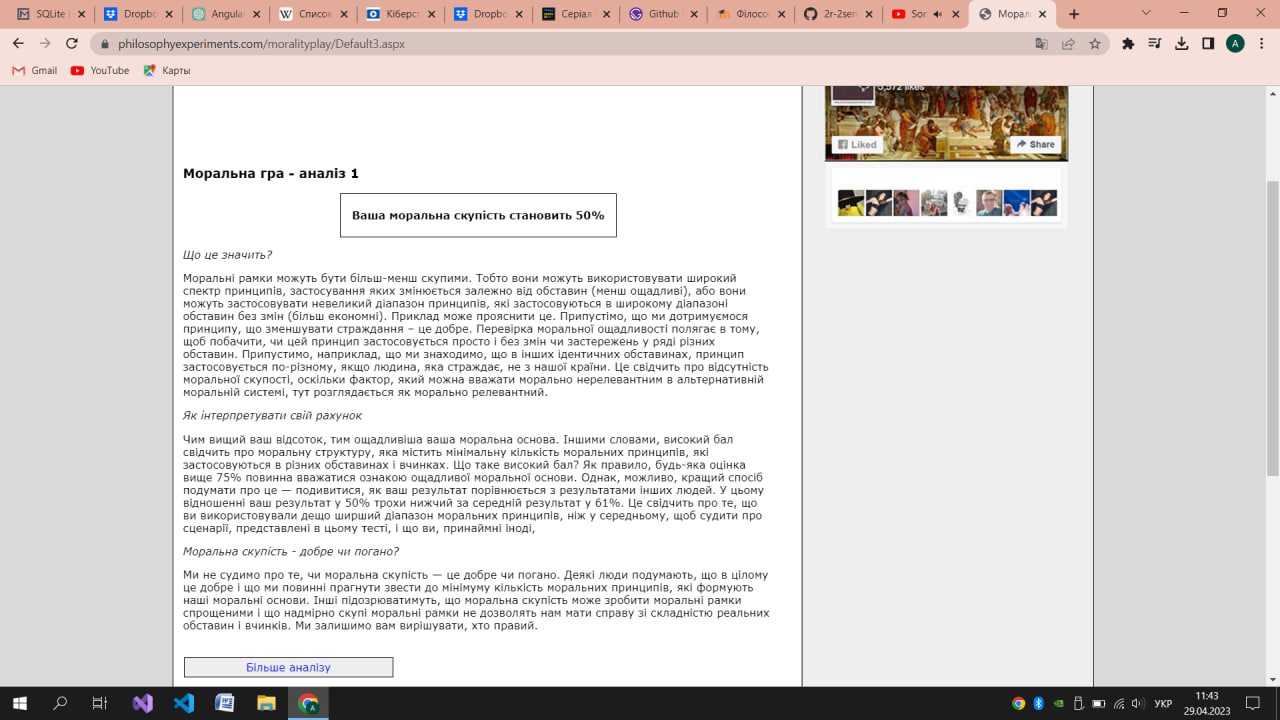 SQLite |
Dropbo
Angula
Список
Кіберст
Dropbo
Серіал
Github
Філосос
2r-2sen
Sor
Морал
philosophyexperiments.com/moralityplay/Default3.aspx
A
Gmail
YouTube
Карты
5,572 likes
Liked
Share
Моральна гра - аналіз 1
Ваша моральна скупість становить 50%
Що це значить?
Моральні рамки можуть бути більш-менш скупими. Тобто вони можуть використовувати широкий
спектр принципів, застосування яких змінюється залежно від обставин (менш ощадливі), або вони
можуть застосовувати невеликий діапазон принципів, які застосовуються в широкому діапазоні
обставин без змін (більш економні). Приклад може прояснити це. Припустімо, що ми дотримуємося
принципу, що зменшувати страждання – це добре. Перевірка моральної ощадливості полягає в тому,
щоб побачити, чи цей принцип застосовується просто і без змін чи застережень у ряді різних
обставин. Припустимо, наприклад, що ми знаходимо, що в інших ідентичних обставинах, принцип
застосовується по-різному, якщо людина, яка страждає, не з нашої країни. Це свідчить про відсутність
моральної скупості, оскільки фактор, який можна вважати морально нерелевантним в альтернативній
моральній системі, тут розглядається як морально релевантний.
Як інтерпретувати свій рахунок
Чим вищий ваш відсоток, тим ощадливіша ваша моральна основа. Іншими словами, високий бал
свідчить про моральну структуру, яка містить мінімальну кількість моральних принципів, які
застосовуються в різних обставинах і вчинках. Що таке високий бал? Як правило, будь-яка оцінка
вище 75% повинна вважатися ознакою ощадливої моральної основи. Однак, можливо, кращий спосіб
подумати про це — подивитися, як ваш результат порівнюється з результатами інших людей. У цьому
відношенні ваш результат у 50% трохи нижчий за середній результат у 61%. Це свідчить про те, що
ви використовували дещо ширший діапазон моральних принципів, ніж у середньому, щоб судити про
сценарії, представлені в цьому тесті, і що ви, принаймні іноді,
Моральна скупість - добре чи погано?
Ми не судимо про те, чи моральна скупість — це добре чи погано. Деякі люди подумають, що в цілому
це добре і що ми повинні прагнути звести до мінімуму кількість моральних принципів, які формують
наші моральні основи. Інші підозрюватимуть, що моральна скупість може зробити моральні рамки
спрощеними і що надмірно скупі моральні рамки не дозволять нам мати справу зі складністю реальних
обставин і вчинків. Ми залишимо вам вирішувати, хто правий.
Більше аналізу
УКР
11:43
29.04.2023